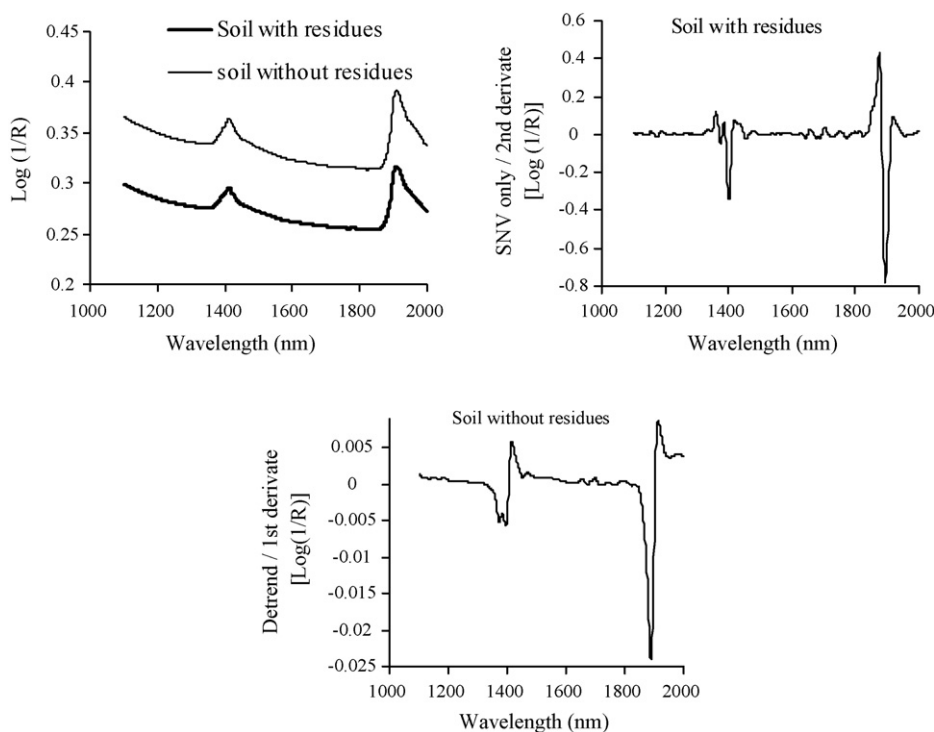 Soil with residues
soil without residues
Log (1/R)
0.45
0.4
0.35
0.3
0.25
0.2
1000 1200 1400 1600 1800 2000
Wavelength (nm)
Soil with residues
SNV only / 2nd derivate
[Log (1/R)]
0.6
0.4
0.2
0
-0.2
-0.4
-0.6
-0.8
1000 1200 1400 1600 1800 2000
Wavelength (nm)
Soil without residues
Detrend / 1st derivate
[Log(1/R)]
0.005
0
-0.005
-0.01
-0.015
-0.02
-0.025
1000 1200 1400 1600 1800 2000
Wavelength (nm)